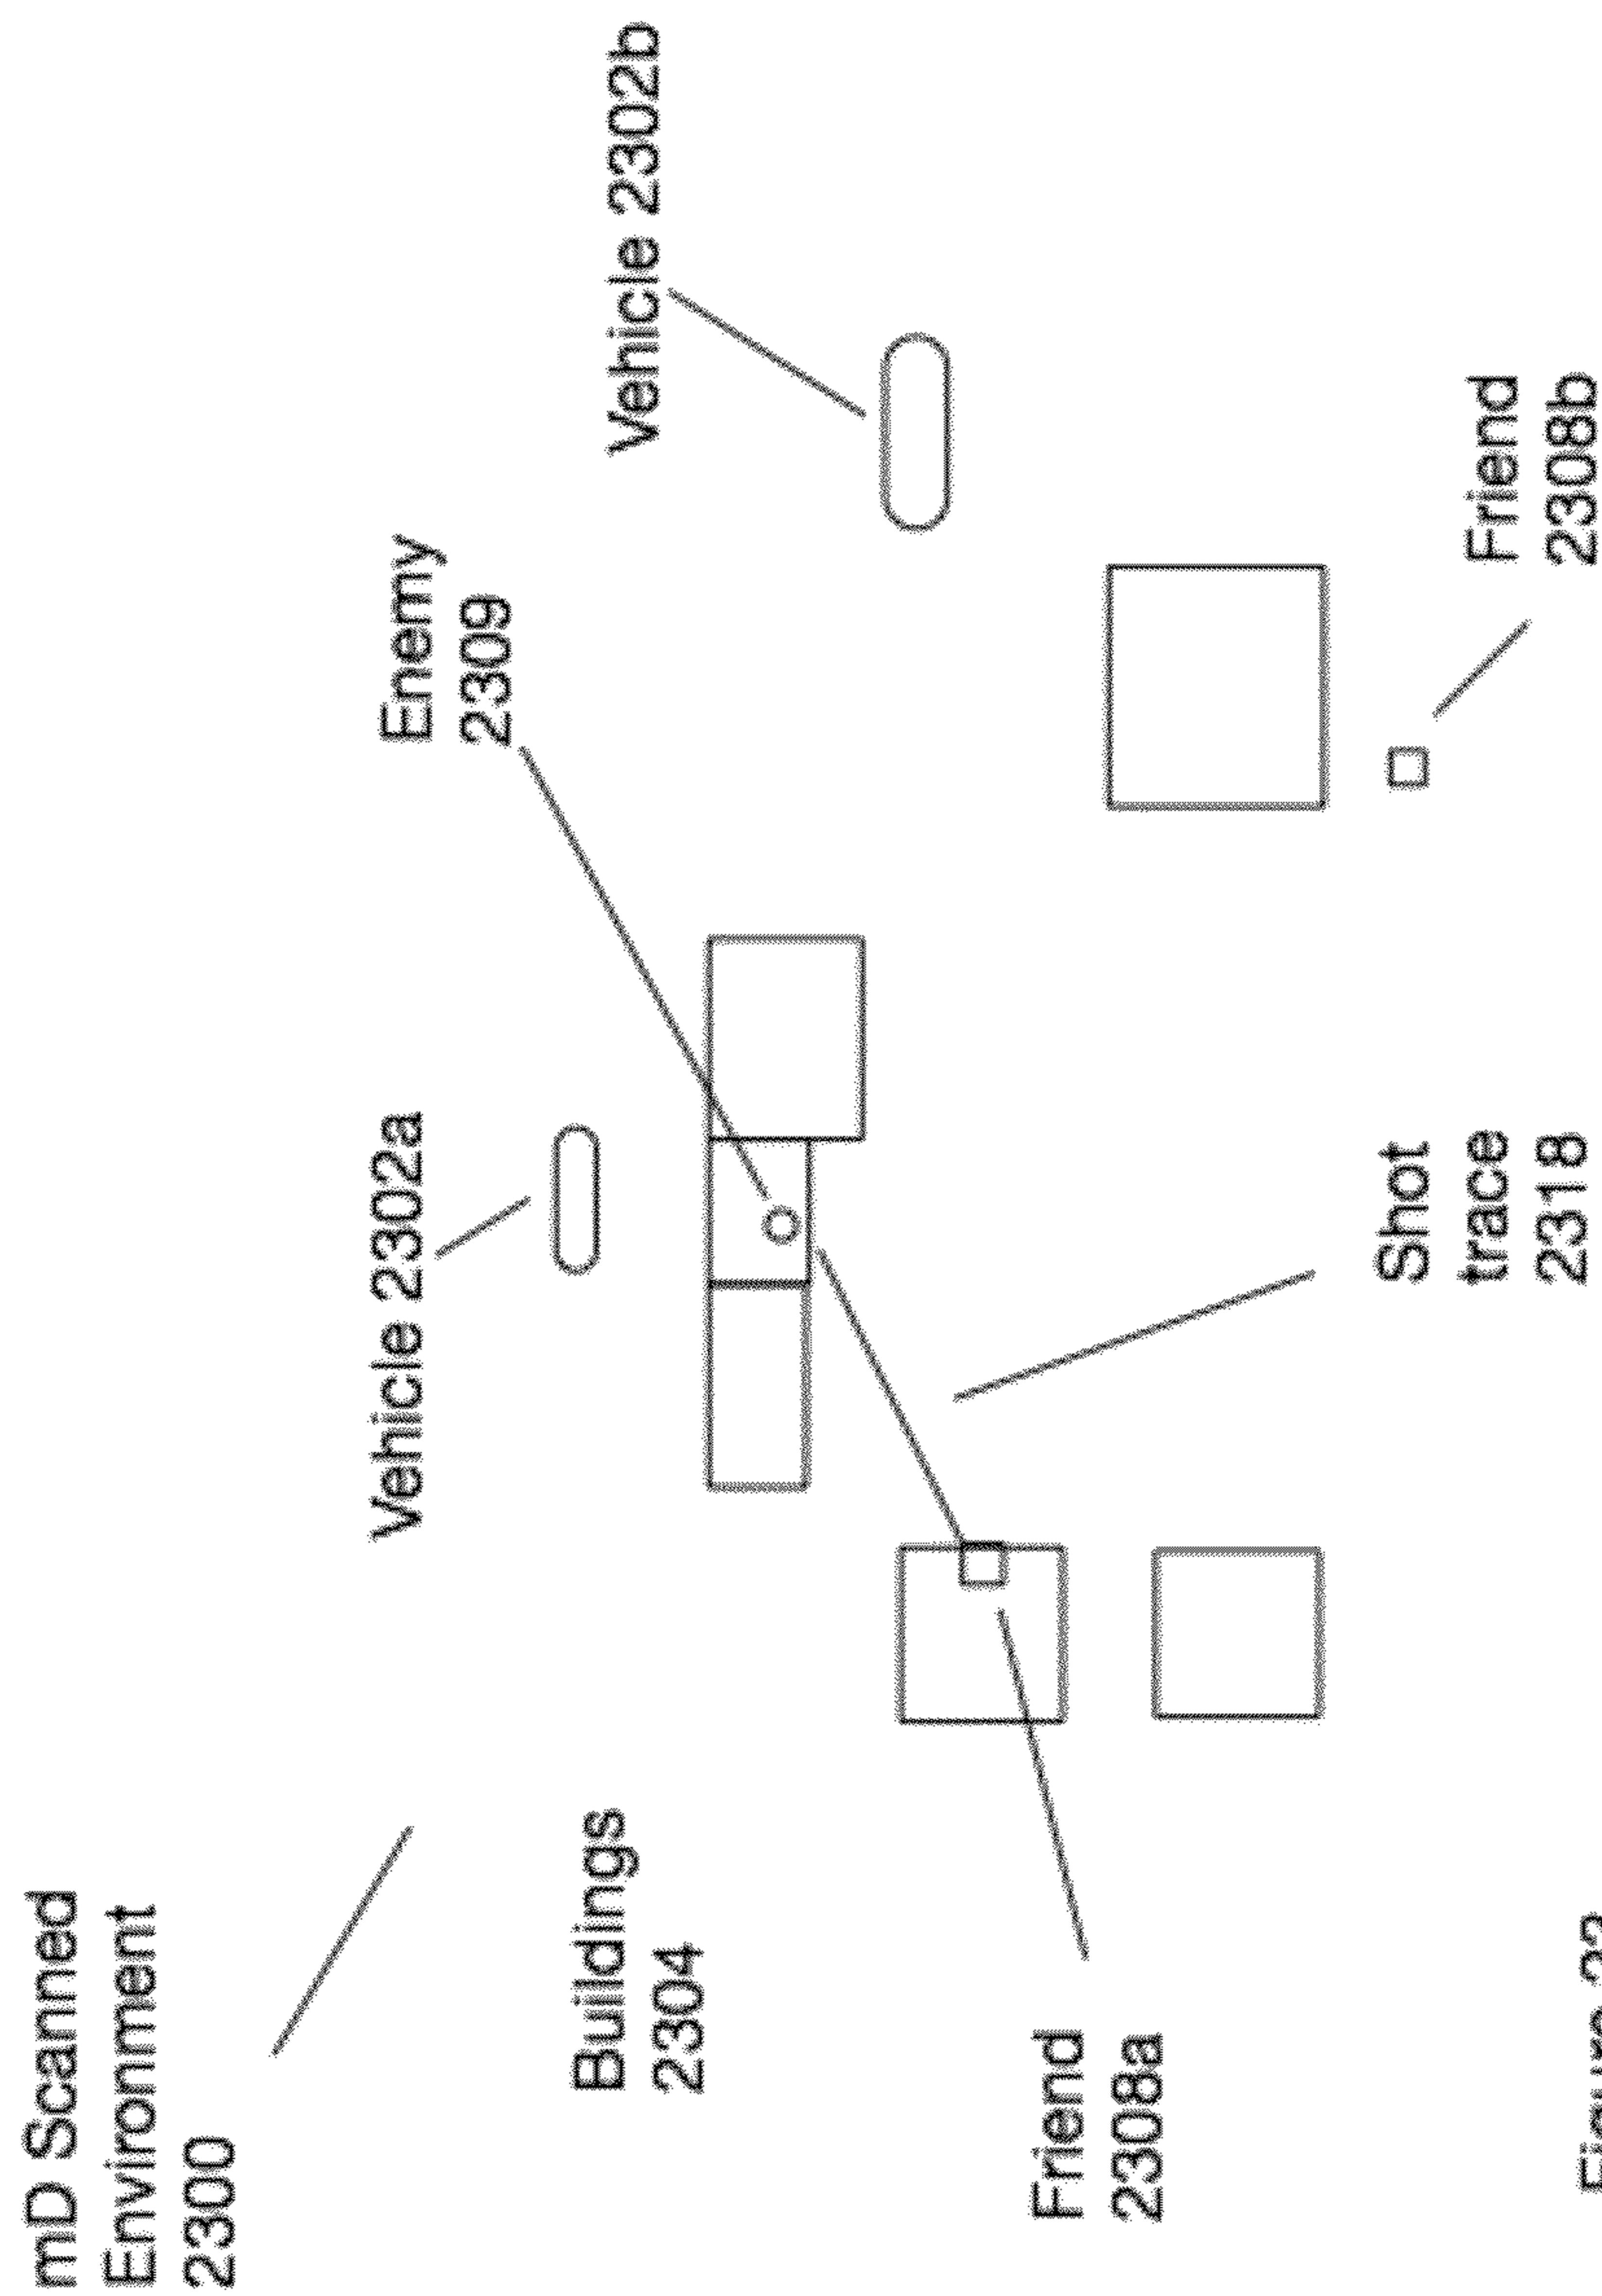 mD Scanned
Environment
2300
Vehicle 2302a
Enemy
2309
Vehicle 2302b
Buildings
2304
Friend
2308a
Shot
trace
2318
Friend
2308b